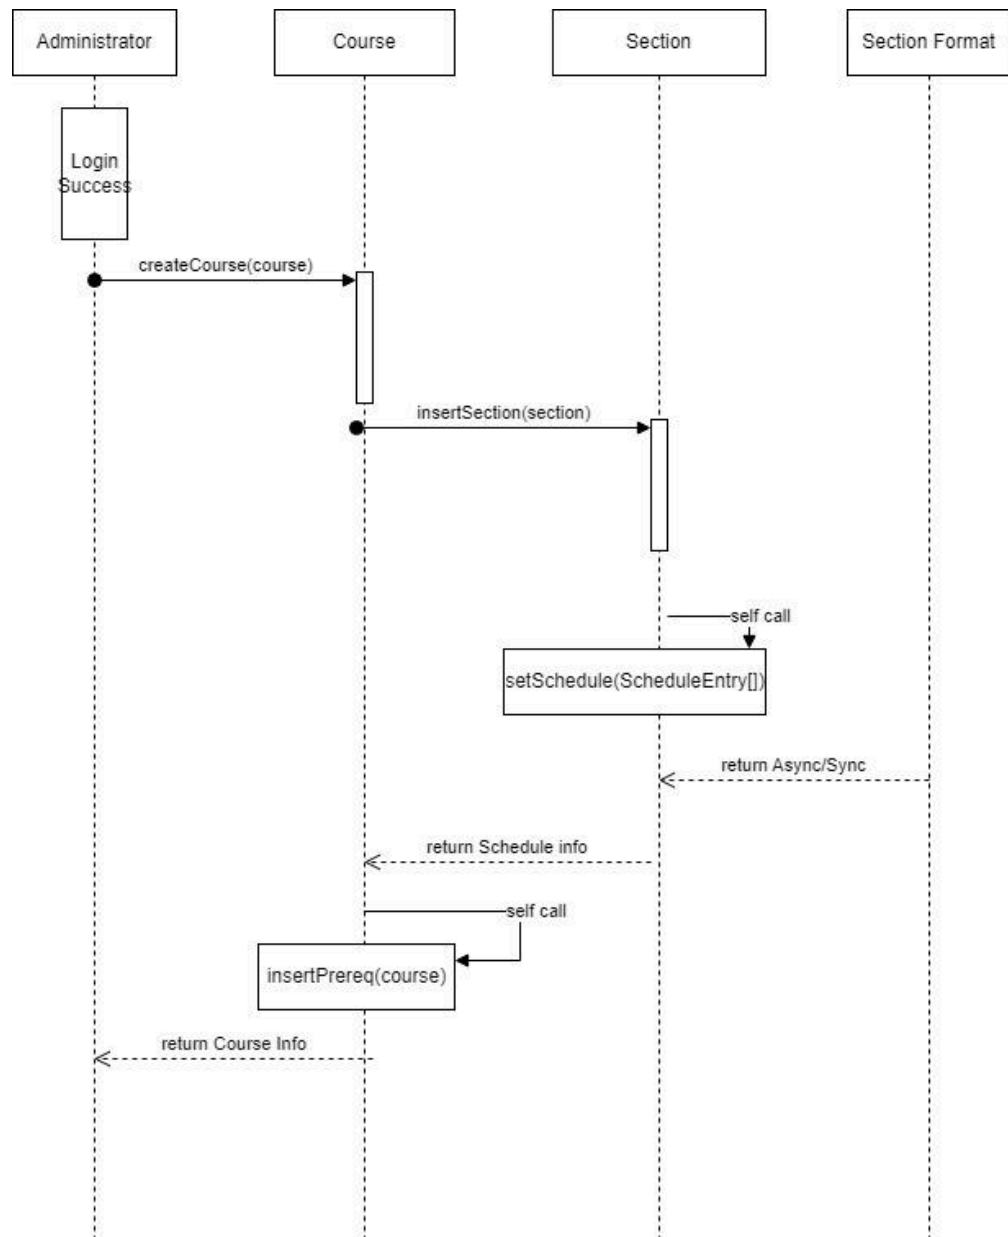 Administrator
Course
Section
Section Format
Login
Success
createCourse(course)
insertSection(section)
self call
setSchedule(ScheduleEntry[])
return Async/Sync
return Schedule info
self call
insertPrereq(course)
return Course Info